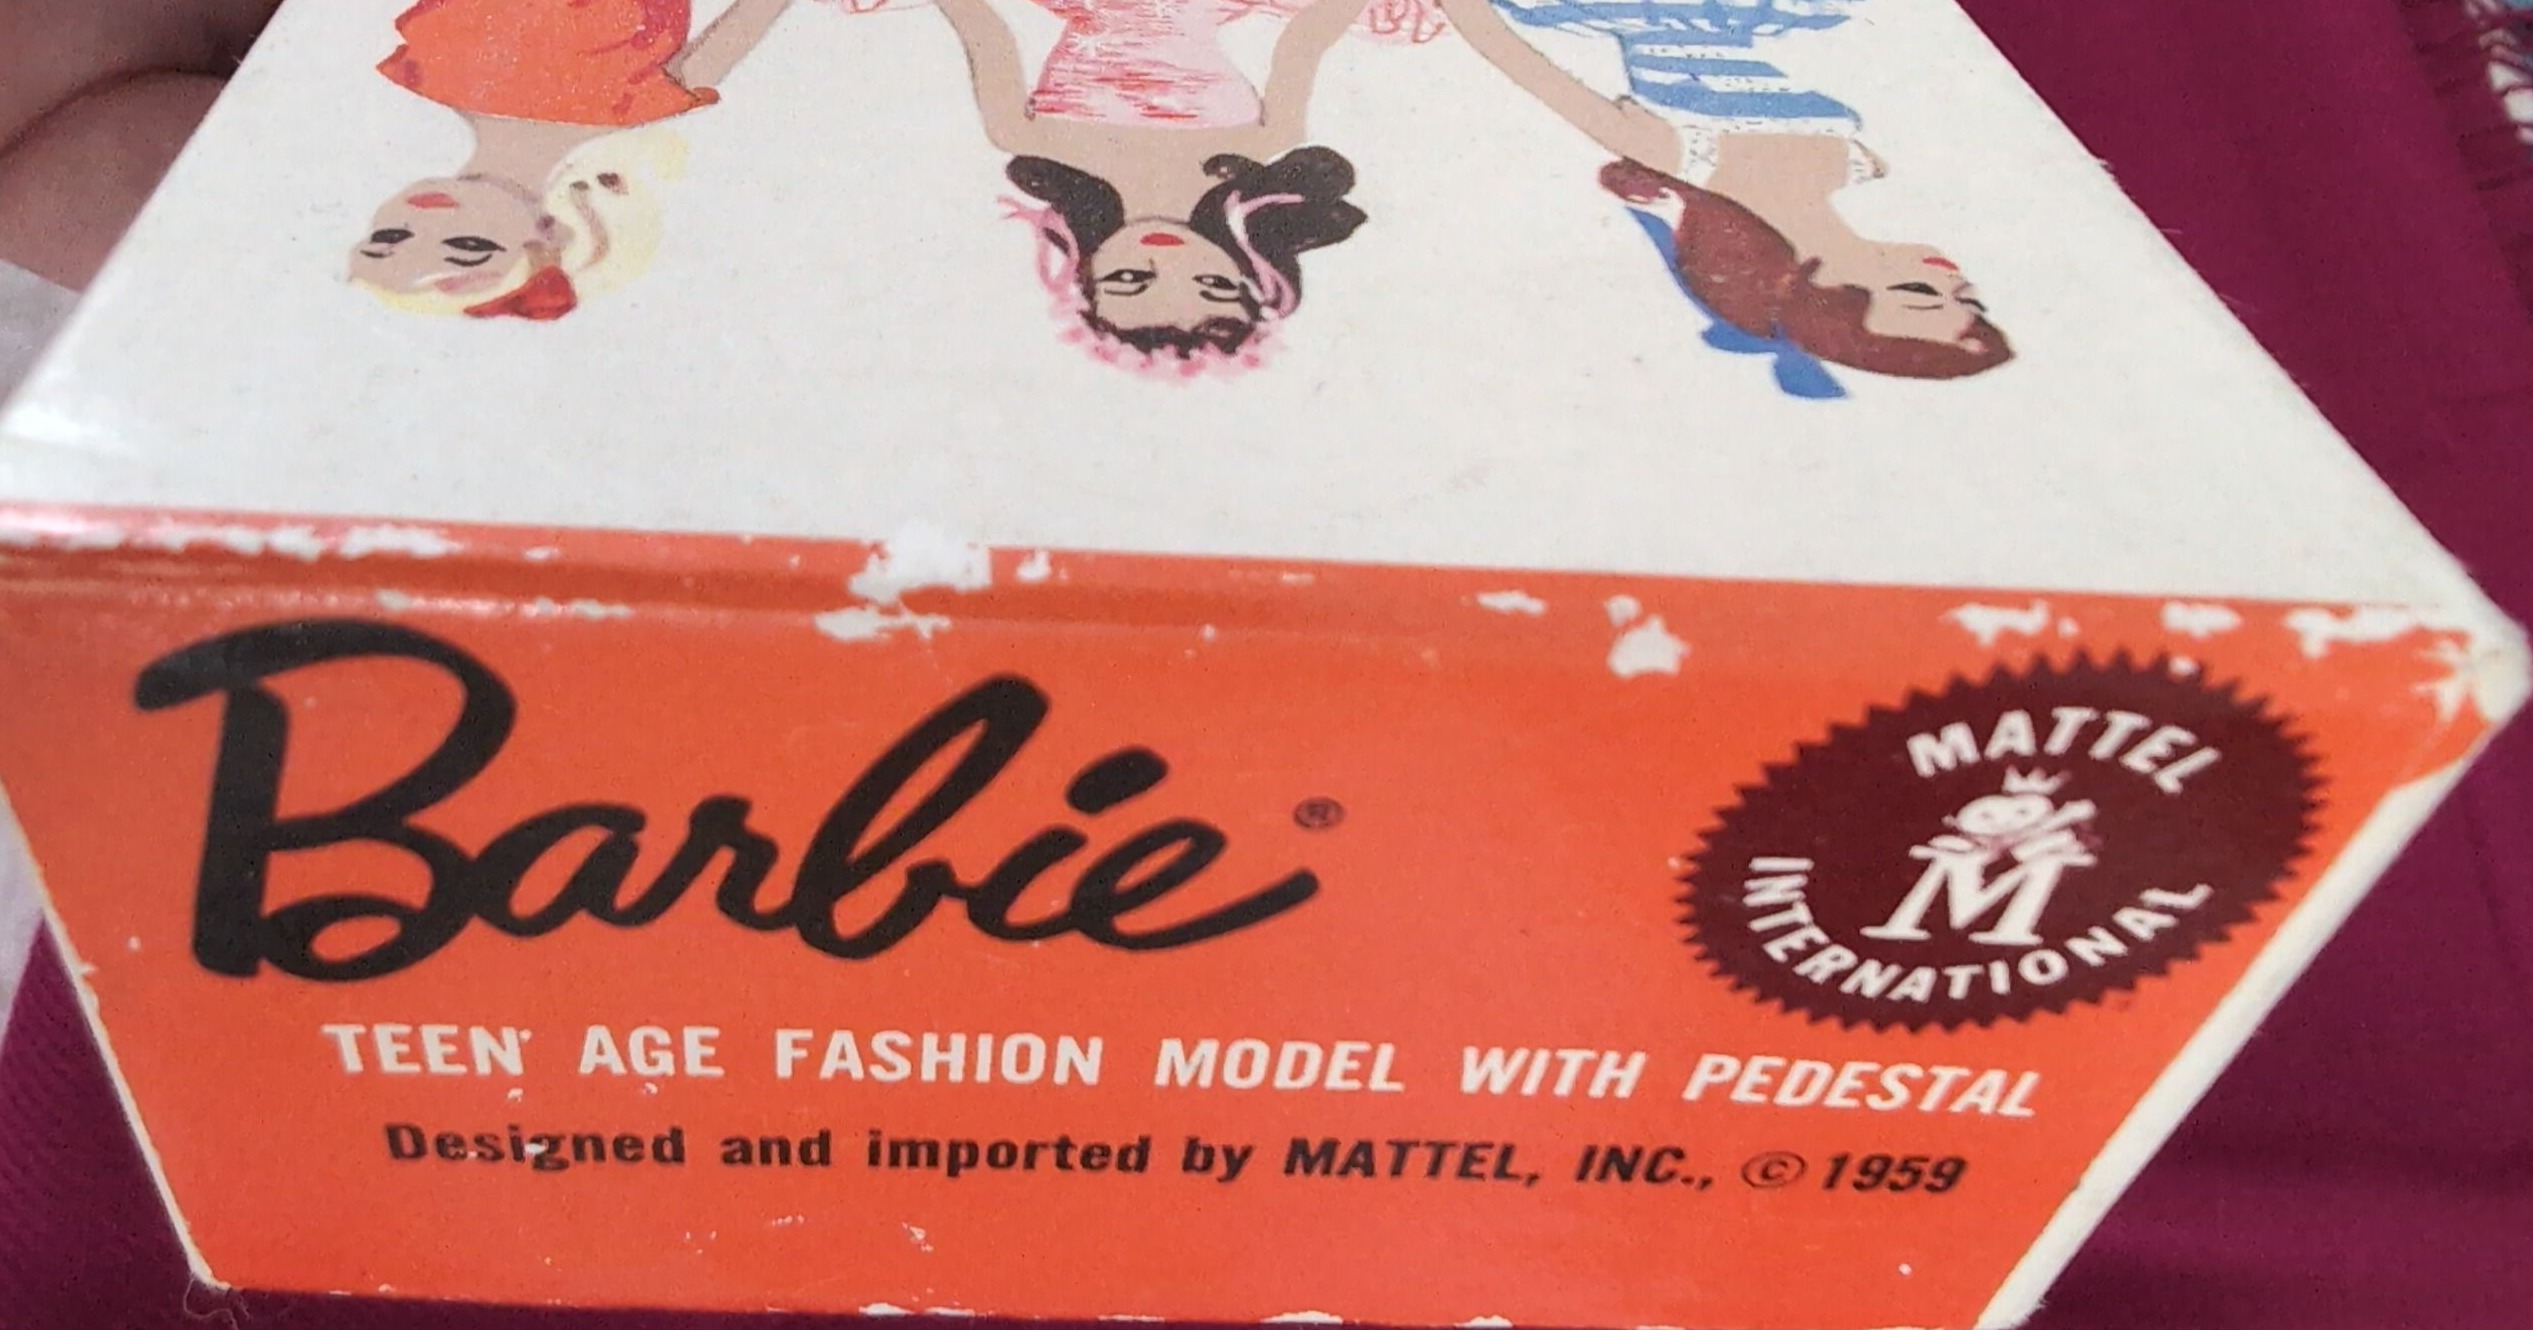 Barbie®
MATTEL
M
INTERNATIONAL
TEEN AGE FASHION MODEL WITH PEDESTAL
Designed and imported by MATTEL, INC., © 1959